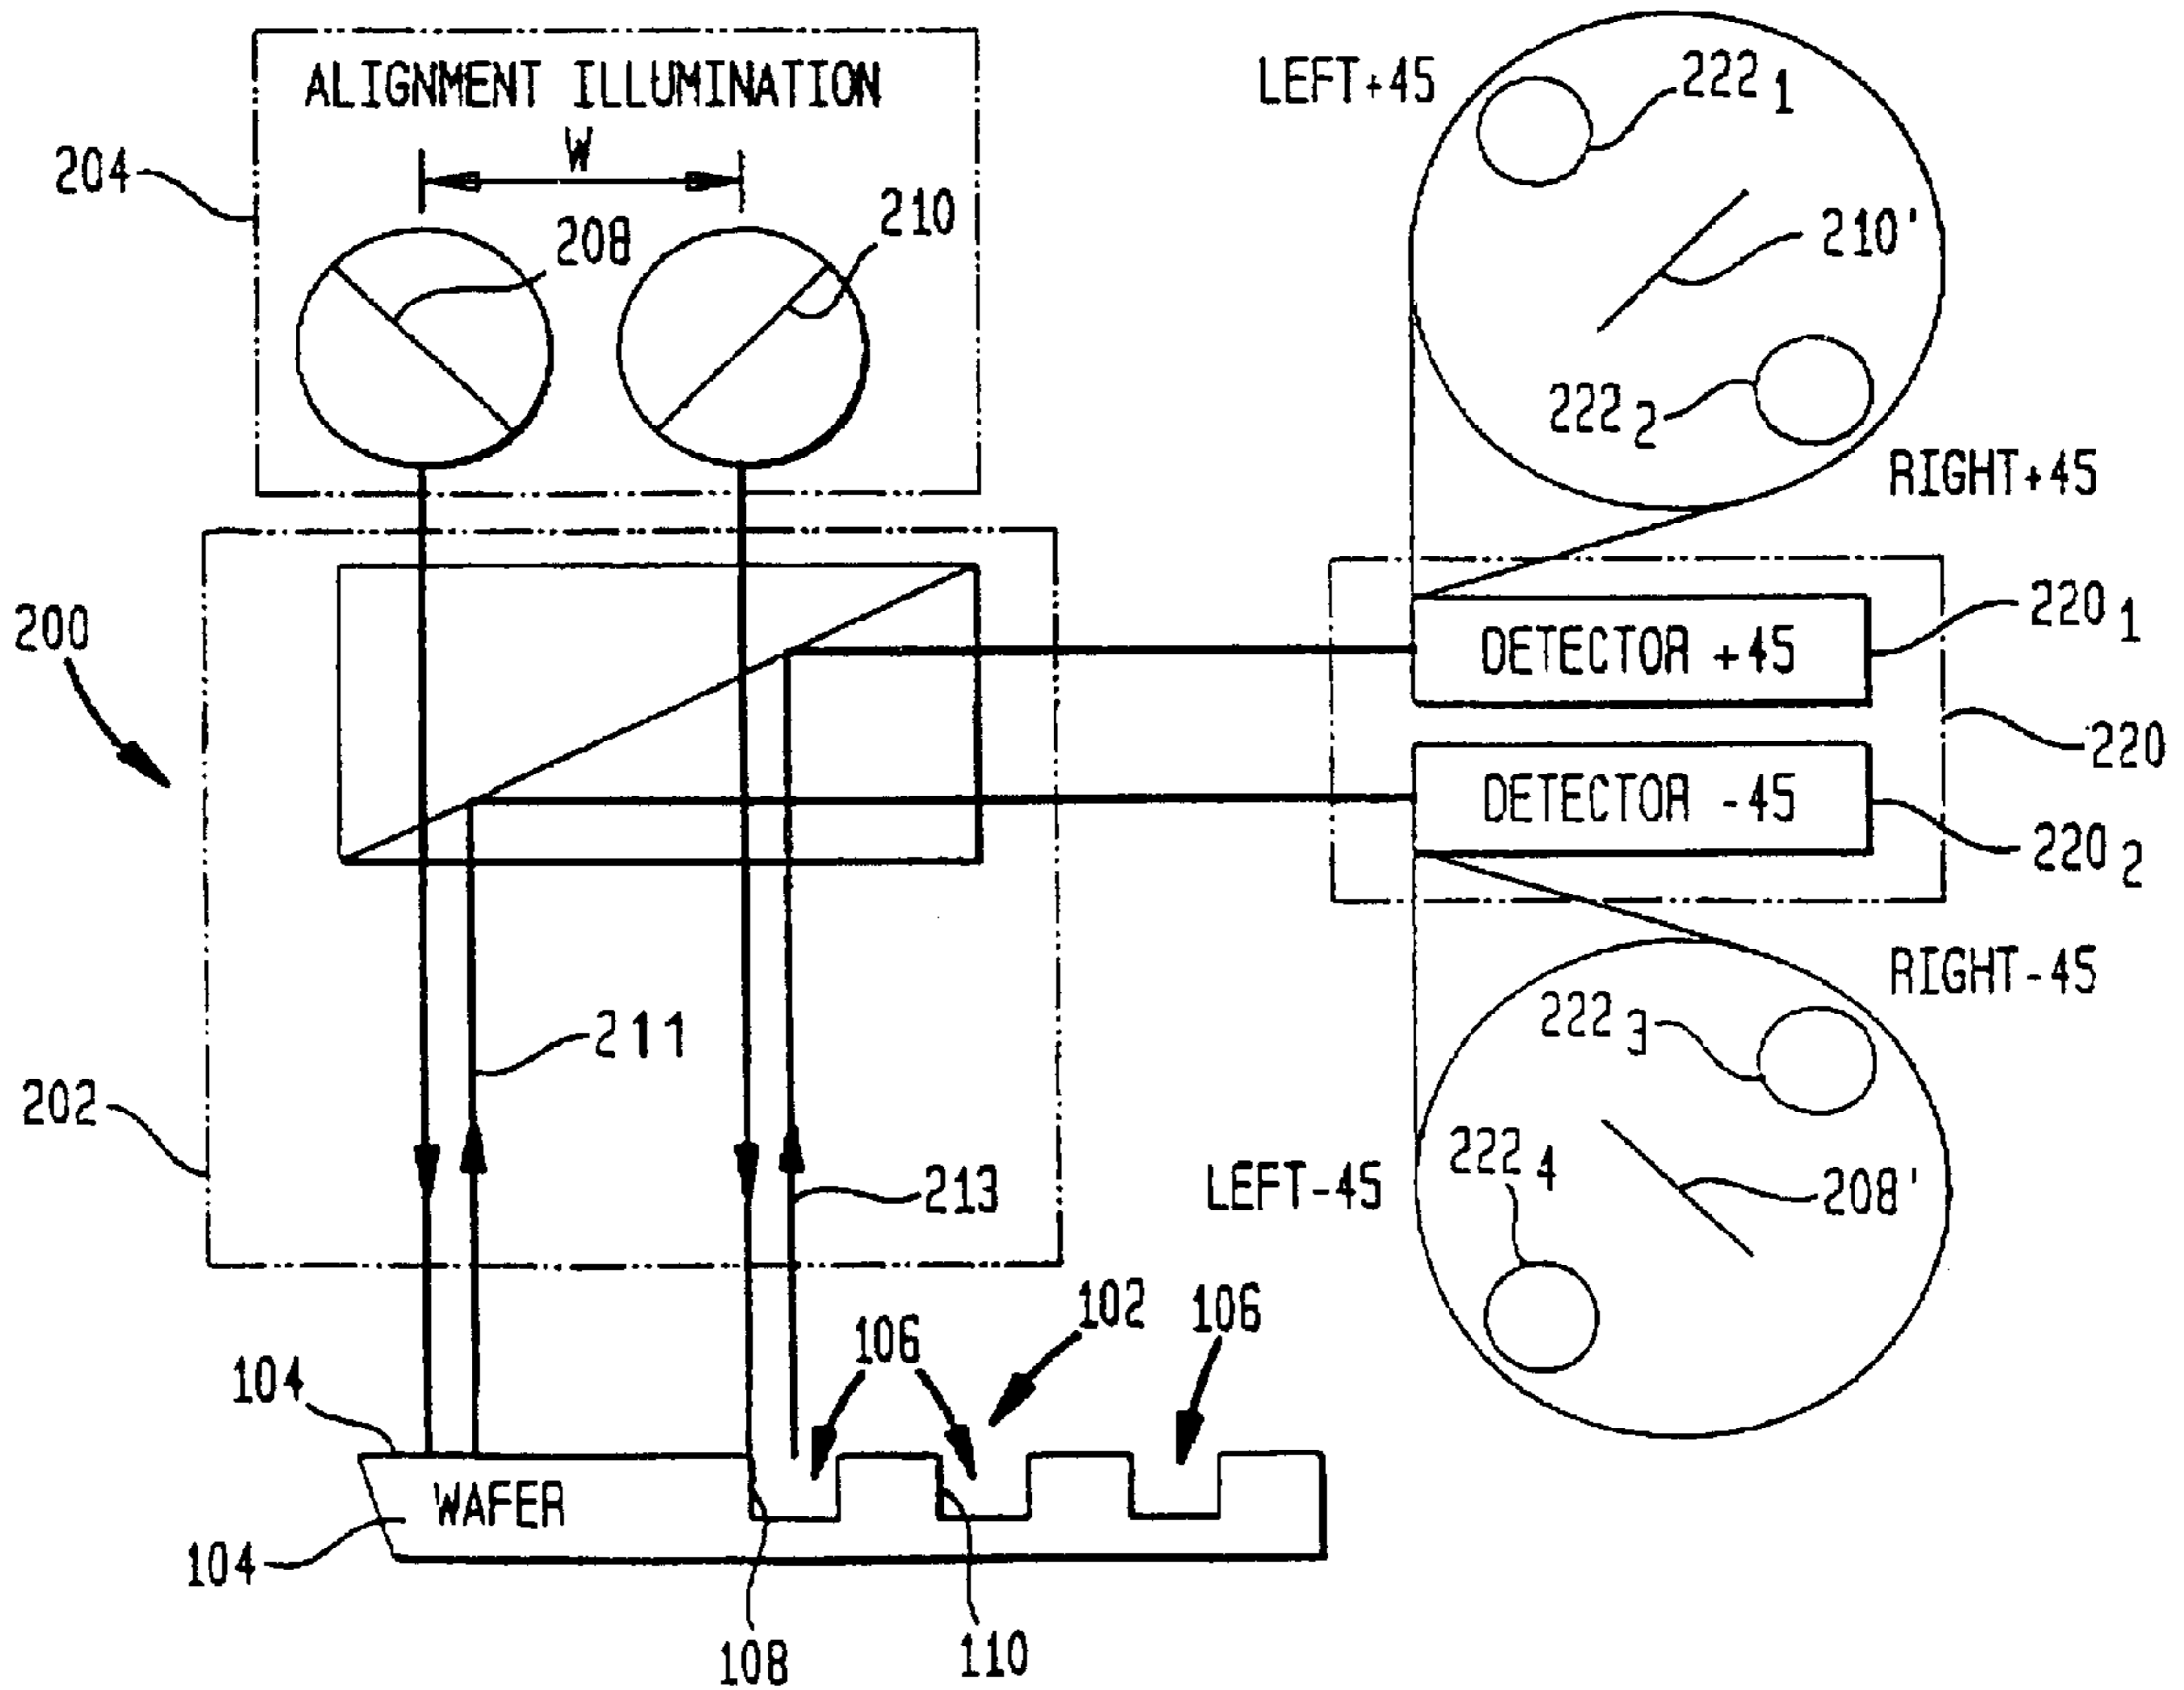 ALIGNMENT ILLUMINATION
W
204
208
210
LEFT+45
222 1
210'
222 2
RIGHT+45
200
DETECTOR +45
220 1
220
DETECTOR -45
220 2
RIGHT-45
222 3
211
202
222 4
LEFT-45
208'
213
102
106
106
104
WAFER
104
108
110